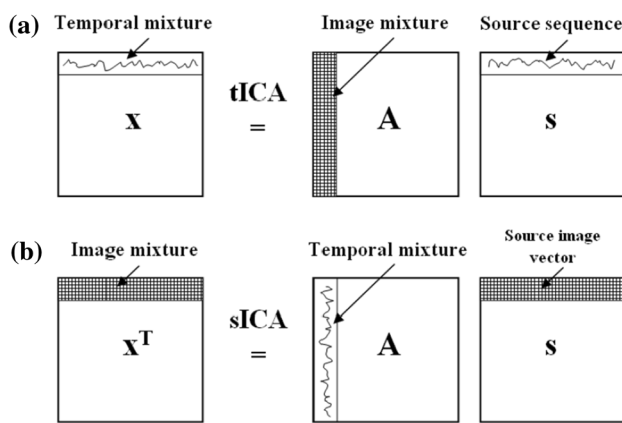 (a)
Temporal mixture
Image mixture
Source sequence
x
tICA
=
A
s
(b)
Image mixture
Temporal mixture
Source image
vector
x^T
sICA
=
A
s